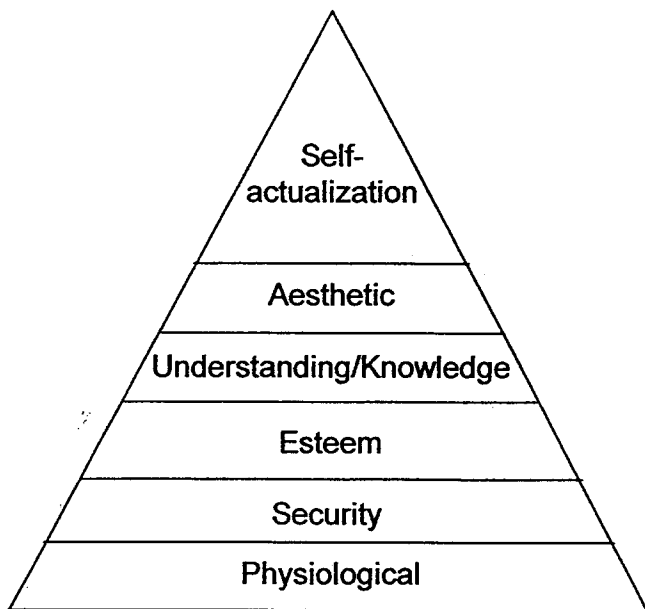 Self-
actualization
Aesthetic
Understanding/Knowledge
Esteem
Security
Physiological